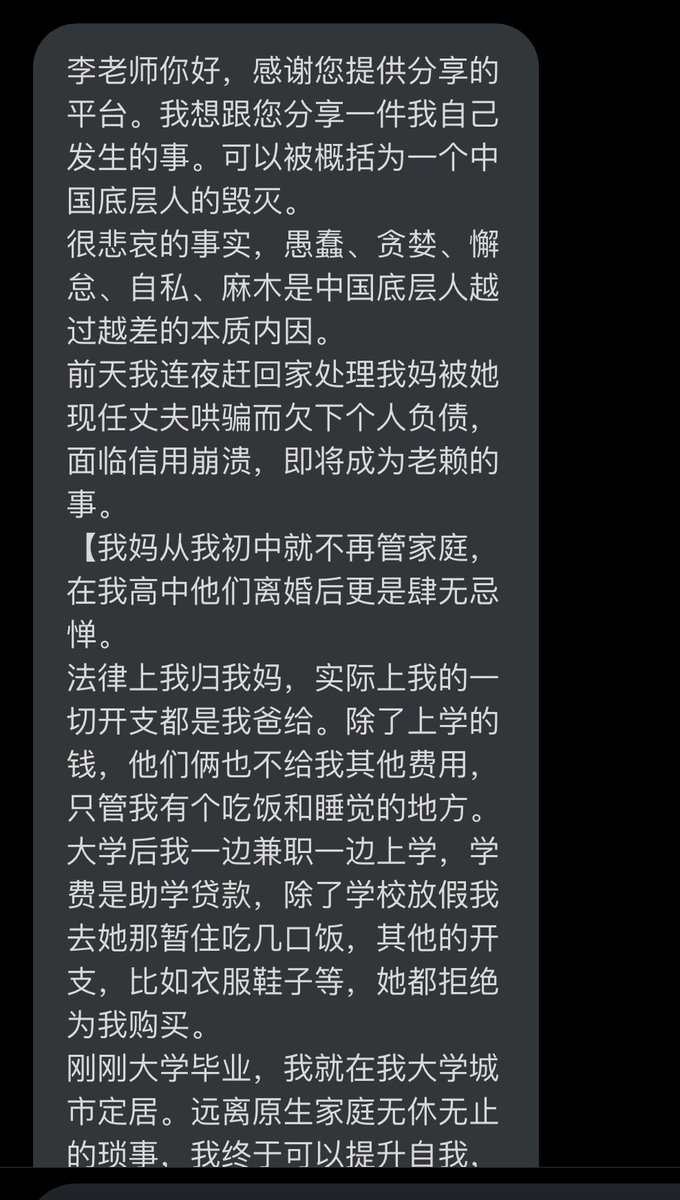 李老师你好，感谢您提供分享的
平台。我想跟您分享一件我自己
发生的事。可以被概括为一个中
国底层人的毁灭。
很悲哀的事实，愚蠢、贪婪、懈
怠、自私、麻木是中国底层人越
过越差的本质内因。
前天我连夜赶回家处理我妈被她
现任丈夫哄骗而欠下个人负债，
面临信用崩溃，即将成为老赖的
事。
【我妈从我初中就不再管家庭，
在我高中他们离婚后更是肆无忌
惮。
法律上我归我妈，实际上我的一
切开支都是我爸给。除了上学的
钱，他们俩也不给我其他费用，
只管我有个吃饭和睡觉的地方。
大学后我一边兼职一边上学，学
费是助学贷款，除了学校放假我
去她那暂住吃几口饭，其他的开
支，比如衣服鞋子等，她都拒绝
为我购买。
刚刚大学毕业，我就在我大学城
市定居。远离原生家庭无休无止
的琐事，我终于可以提升自我，